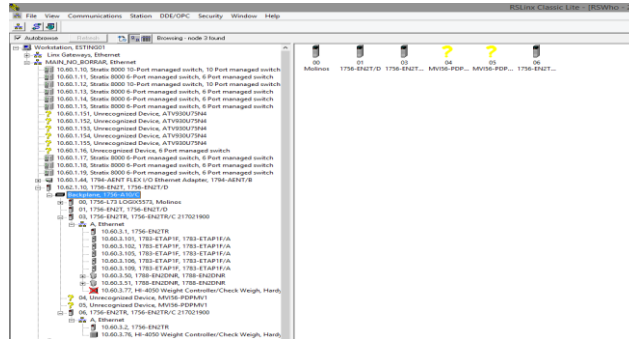 RSLinx Classic Lite - [RSWho -
File View Communications Station DDE/OPC Security Window Help
Autobrowse Refresh Browsing - node 3 found
Workstation, ESTING01
Linx Gateways, Ethernet
MAIN_NO_BORRAR, Ethernet
10.60.1.10, Stratix 8000 10-Port managed switch, 10 Port managed switch
10.60.1.11, Stratix 8000 6-Port managed switch, 6 Port managed switch
10.60.1.12, Stratix 8000 10-Port managed switch, 10 Port managed switch
10.60.1.13, Stratix 8000 6-Port managed switch, 6 Port managed switch
10.60.1.14, Stratix 8000 6-Port managed switch, 6 Port managed switch
10.60.1.15, Stratix 8000 6-Port managed switch, 6 Port managed switch
10.60.1.151, Unrecognized Device, ATV930U75N4
10.60.1.152, Unrecognized Device, ATV930U75N4
10.60.1.153, Unrecognized Device, ATV930U75N4
10.60.1.154, Unrecognized Device, ATV930U75N4
10.60.1.155, Unrecognized Device, ATV930U75N4
10.60.1.16, Unrecognized Device, 6 Port managed switch
10.60.1.17, Stratix 8000 6-Port managed switch, 6 Port managed switch
10.60.1.18, Stratix 8000 6-Port managed switch, 6 Port managed switch
10.60.1.19, Stratix 8000 6-Port managed switch, 6 Port managed switch
10.60.1.44, 1794-AENT FLEX I/O Ethernet Adapter, 1794-AENT/B
10.62.1.10, 1756-EN2T, 1756-EN2T/D
Backplane, 1756-A10/C
00, 1756-L73 LOGIX5573, Molinos
01, 1756-EN2T, 1756-EN2T/D
03, 1756-EN2TR, 1756-EN2TR/C 217021900
A, Ethernet
10.60.3.1, 1756-EN2TR
10.60.3.101, 1783-ETAP1F, 1783-ETAP1F/A
10.60.3.102, 1783-ETAP1F, 1783-ETAP1F/A
10.60.3.105, 1783-ETAP1F, 1783-ETAP1F/A
10.60.3.106, 1783-ETAP1F, 1783-ETAP1F/A
10.60.3.109, 1783-ETAP1F, 1783-ETAP1F/A
10.60.3.50, 1788-EN2DNR, 1788-EN2DNR
10.60.3.51, 1788-EN2DNR, 1788-EN2DNR
10.60.3.77, HI-4050 Weight Controller/Check Weigh, Hardy
04, Unrecognized Device, MVI56-PDPMV1
05, Unrecognized Device, MVI56-PDPMV1
06, 1756-EN2TR, 1756-EN2TR/C 217021900
A, Ethernet
10.60.3.2, 1756-EN2TR
10.60.3.76, HI-4050 Weight Controller/Check Weigh, Hard
00 01 03 04 05 06
Molinos 1756-EN2T/D 1756-EN2T... MVI56-PDP... MVI56-PDP... 1756-EN2T...